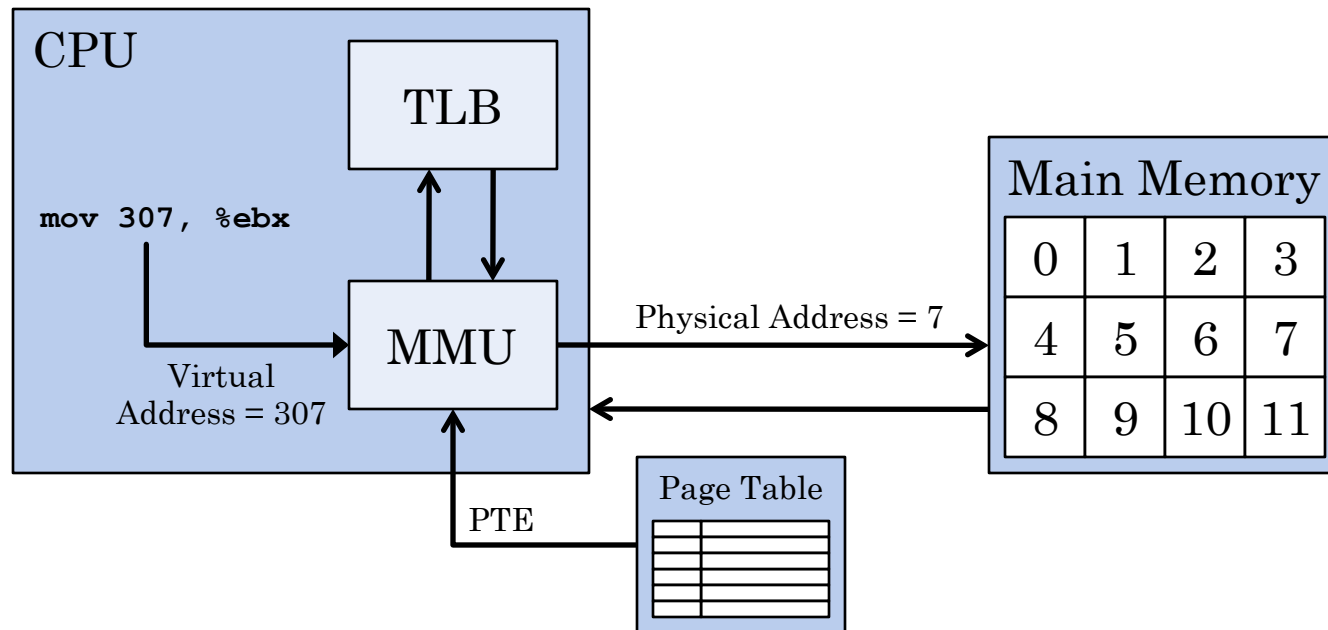 CPU
TLB
mov 307, %ebx
MMU
Virtual
Address = 307
Physical Address = 7
Main Memory
0 1 2 3
4 5 6 7
8 9 10 11
PTE
Page Table